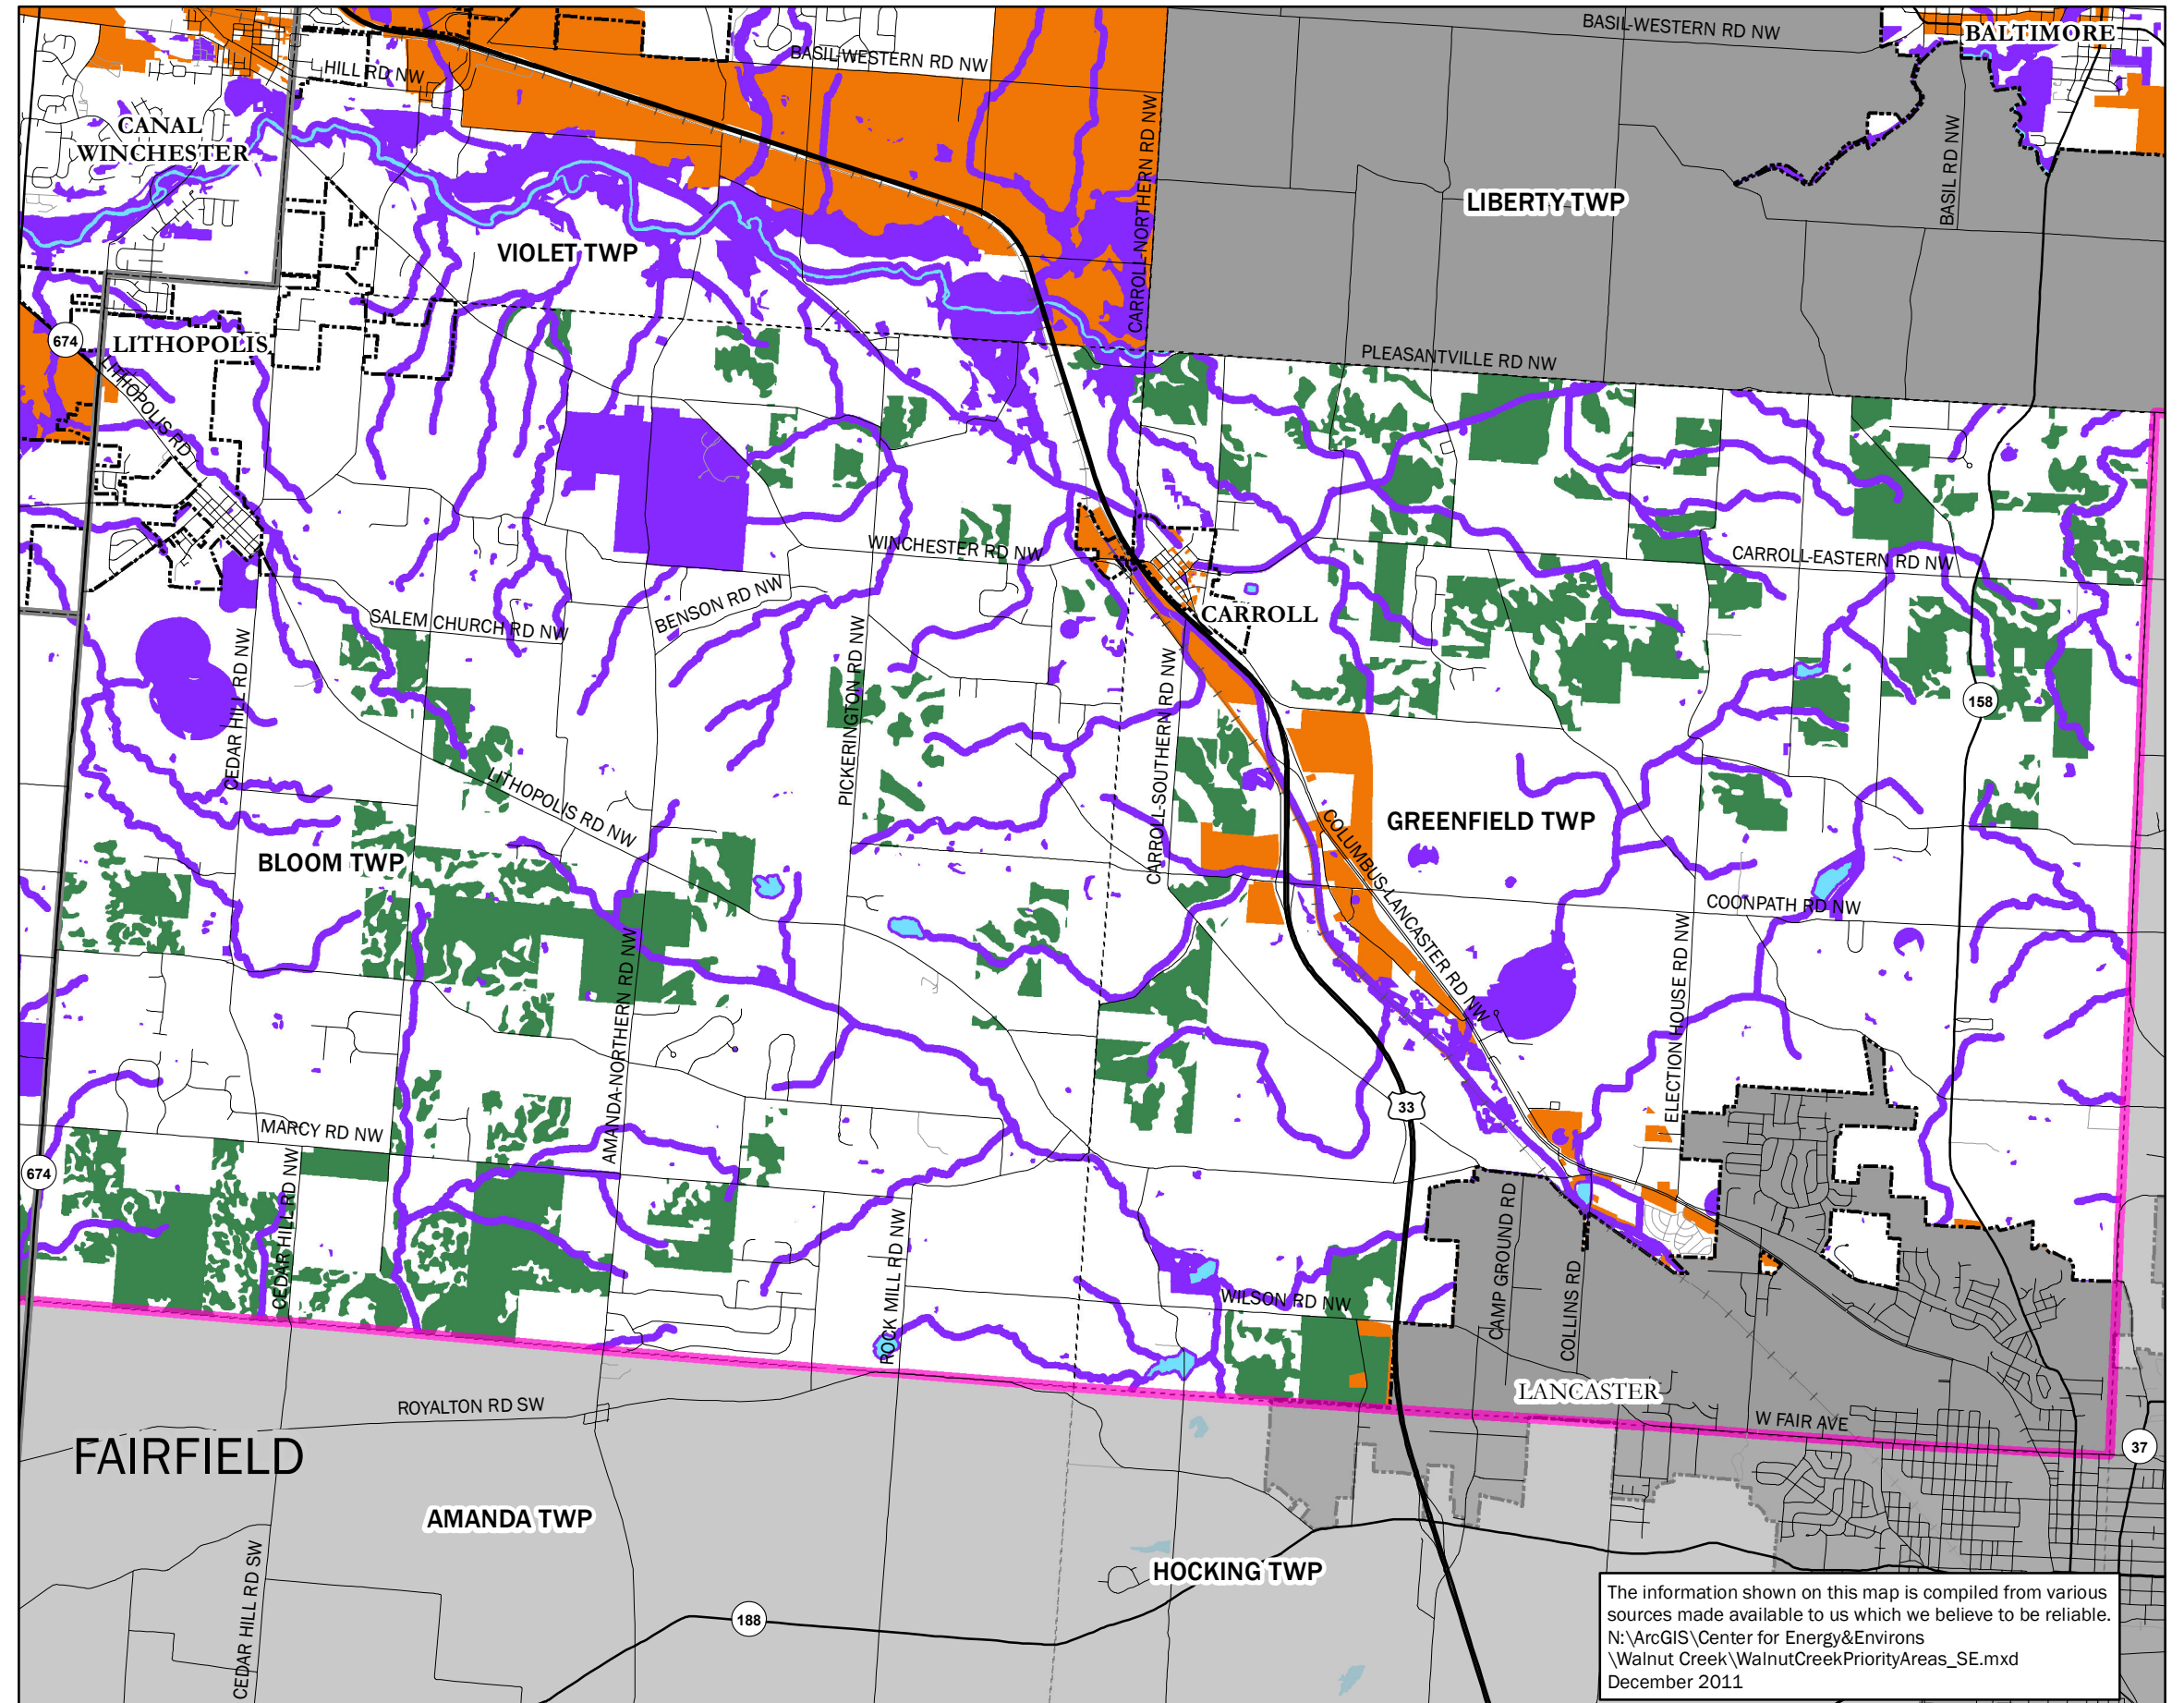 BASIL-WESTERN RD NW
BALTIMORE
BASIL-WESTERN RD NW
HILL RD NW
CANAL
WINCHESTER
CARROLL-NORTHERN RD NW
BASIL RD NW
LIBERTY TWP
VIOLET TWP
674
LITHOPOLIS
PLEASANTVILLE RD NW
LITHOPOLIS RD
WINCHESTER RD NW
CARROLL-EASTERN RD NW
BENSON RD NW
SALEM CHURCH RD NW
CARROLL
CEDAR HILL RD NW
PICKERINGTON RD NW
CARROLL-SOUTHERN RD NW
158
LITHOPOLIS RD NW
COLUMBUS-LANCASTER RD NW
GREENFIELD TWP
BLOOM TWP
COONPATH RD NW
AMANDA-NORTHERN RD NW
ELECTION HOUSE RD NW
33
MARCY RD NW
674
CEDAR HILL RD NW
ROCK MILL RD NW
CAMP GROUND RD
COLLINS RD
WILSON RD NW
LANCASTER
ROYALTON RD SW
W FAIR AVE
37
FAIRFIELD
AMANDA TWP
HOCKING TWP
CEDAR HILL RD SW
188
The information shown on this map is compiled from various
sources made available to us which we believe to be reliable.
N:\ArcGIS\Center for Energy&Environs
\Walnut Creek\WalnutCreekPriorityAreas_SE.mxd
December 2011